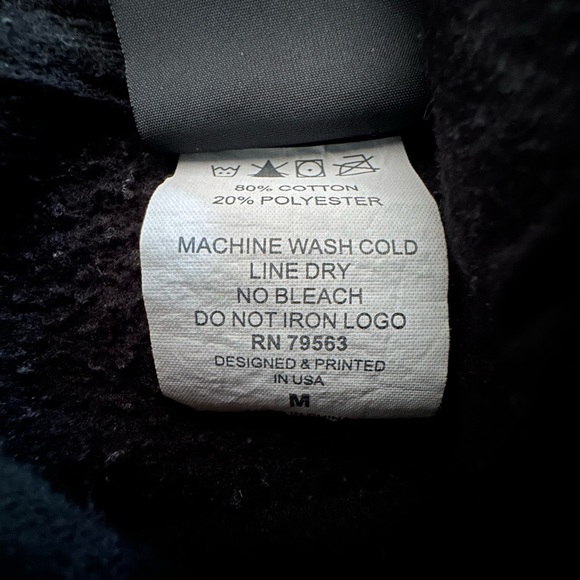 80% COTTON
20% POLYESTER
MACHINE WASH COLD
LINE DRY
NO BLEACH
DO NOT IRON LOGO
RN 79563
DESIGNED & PRINTED
IN USA
M